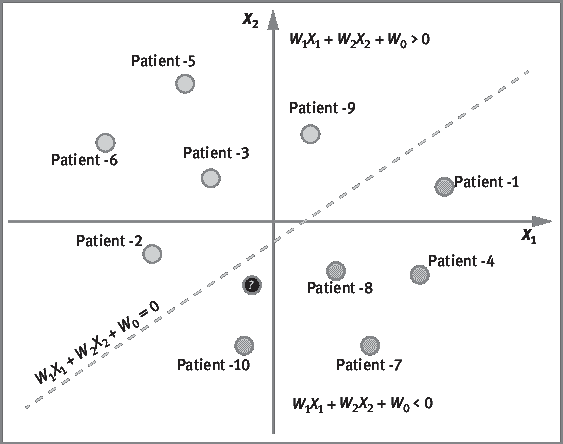 X₂
W₁X₁ + W₂X₂ + W₀ > 0
Patient -5
Patient -9
Patient -6
Patient -3
Patient -1
X₁
Patient -2
Patient -4
?
Patient -8
W₁X₁ + W₂X₂ + W₀ = 0
Patient -10
Patient -7
W₁X₁ + W₂X₂ + W₀ < 0